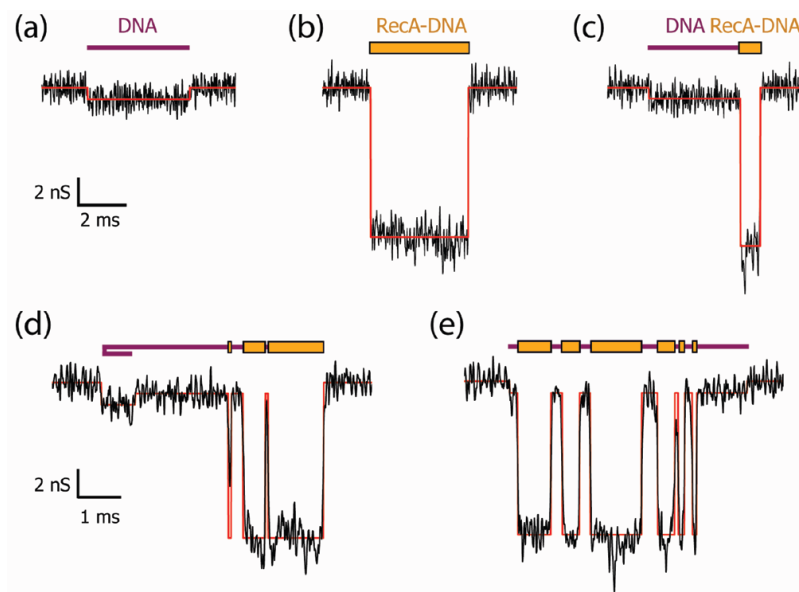 (a) DNA
(b) RecA-DNA
(c) DNA RecA-DNA
2 nS
2 ms
(d)
(e)
2 nS
1 ms